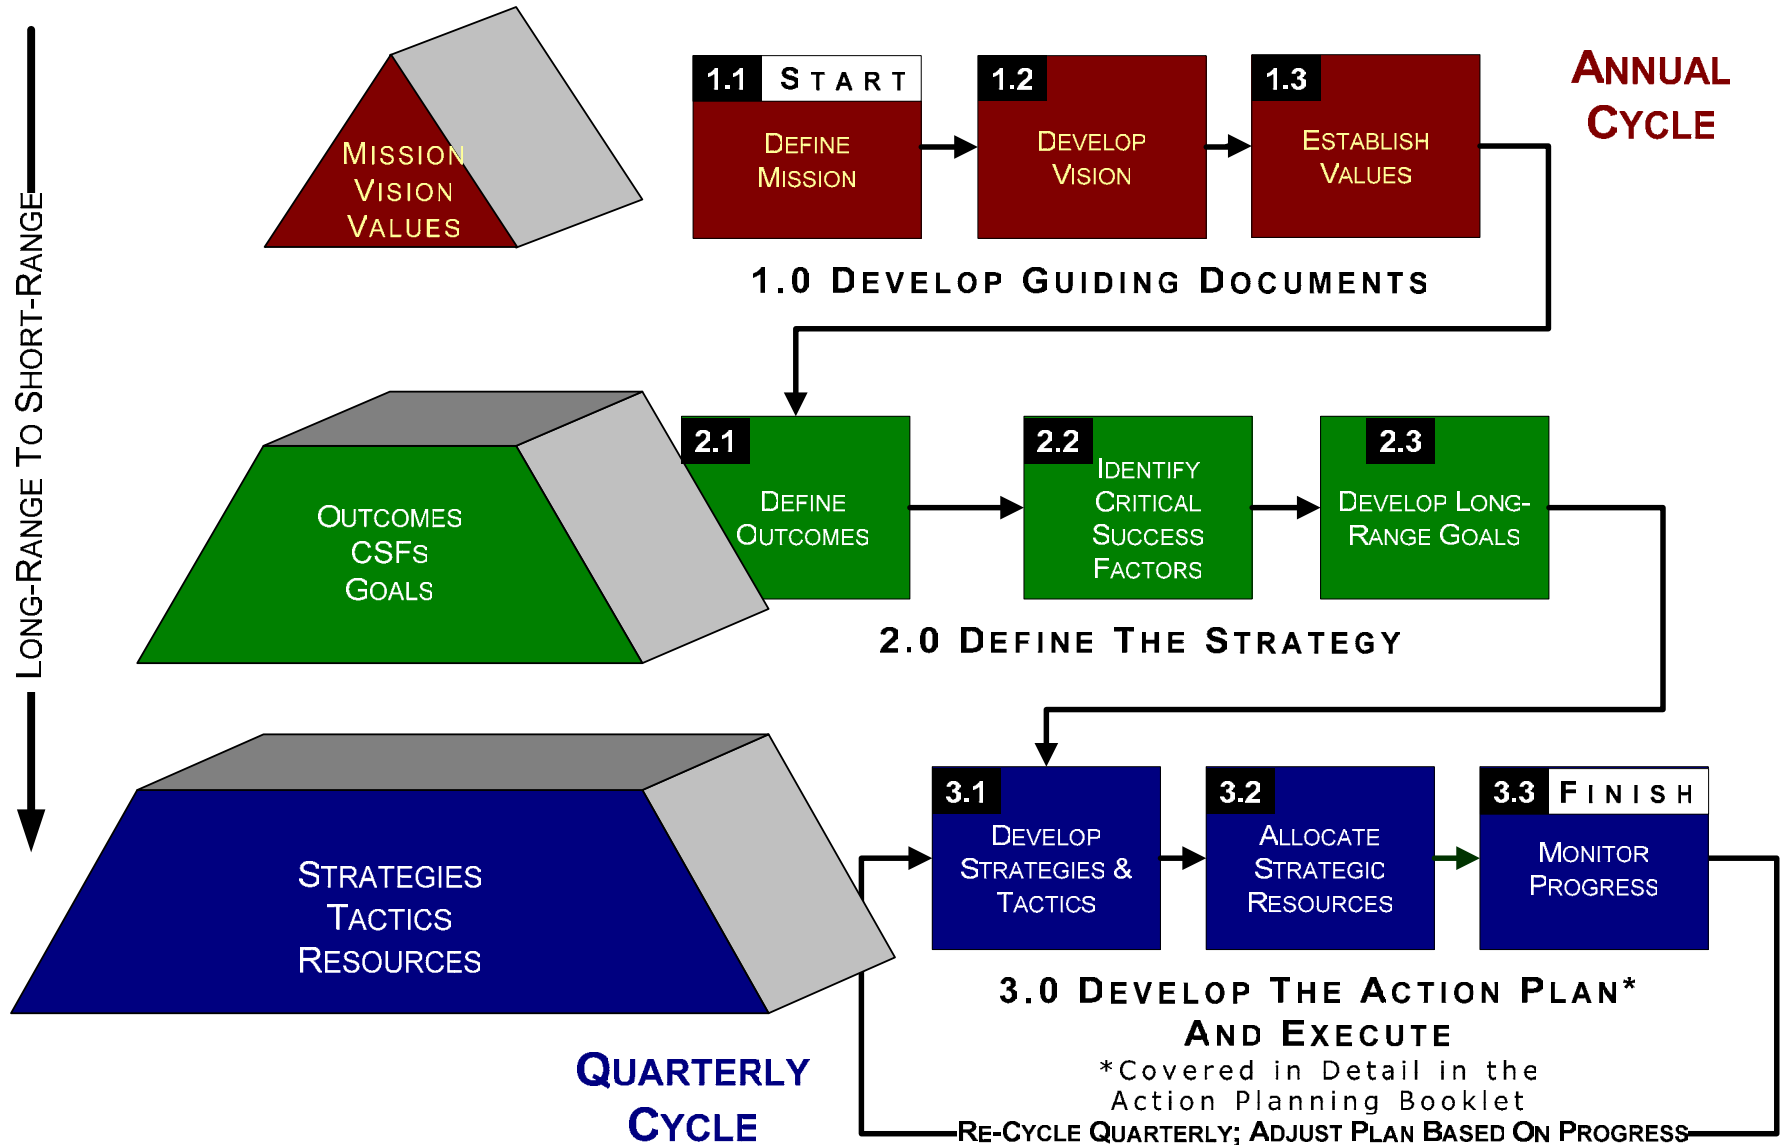 LONG-RANGE TO SHORT-RANGE
MISSION
VISION
VALUES
1.1 START
DEFINE
MISSION
1.2
DEVELOP
VISION
1.3
ESTABLISH
VALUES
ANNUAL
CYCLE
1.0 DEVELOP GUIDING DOCUMENTS
OUTCOMES
CSFS
GOALS
2.1
DEFINE
OUTCOMES
2.2
IDENTIFY
CRITICAL
SUCCESS
FACTORS
2.3
DEVELOP LONG-
RANGE GOALS
2.0 DEFINE THE STRATEGY
STRATEGIES
TACTICS
RESOURCES
3.1
DEVELOP
STRATEGIES &
TACTICS
3.2
ALLOCATE
STRATEGIC
RESOURCES
3.3 FINISH
MONITOR
PROGRESS
3.0 DEVELOP THE ACTION PLAN*
AND EXECUTE
*Covered in Detail in the
Action Planning Booklet
QUARTERLY
CYCLE
RE-CYCLE QUARTERLY; ADJUST PLAN BASED ON PROGRESS